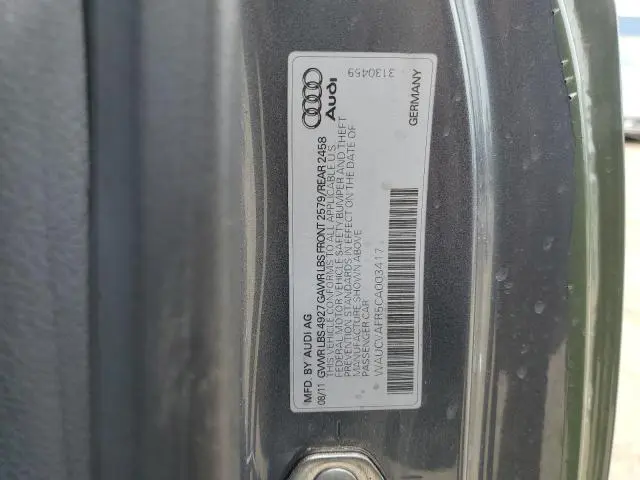 Audi
3130459
GERMANY
MFD. BY AUDI AG
08/11 GVWR LBS 4927 GAWR LBS FRONT 2579/REAR 2458
THIS VEHICLE CONFORMS TO ALL APPLICABLE U.S.
FEDERAL MOTOR VEHICLE SAFETY BUMPER AND THEFT
PREVENTION STANDARDS IN EFFECT ON THE DATE OF
MANUFACTURE SHOWN ABOVE
PASSENGER CAR
WAUCVAFR5CA003417